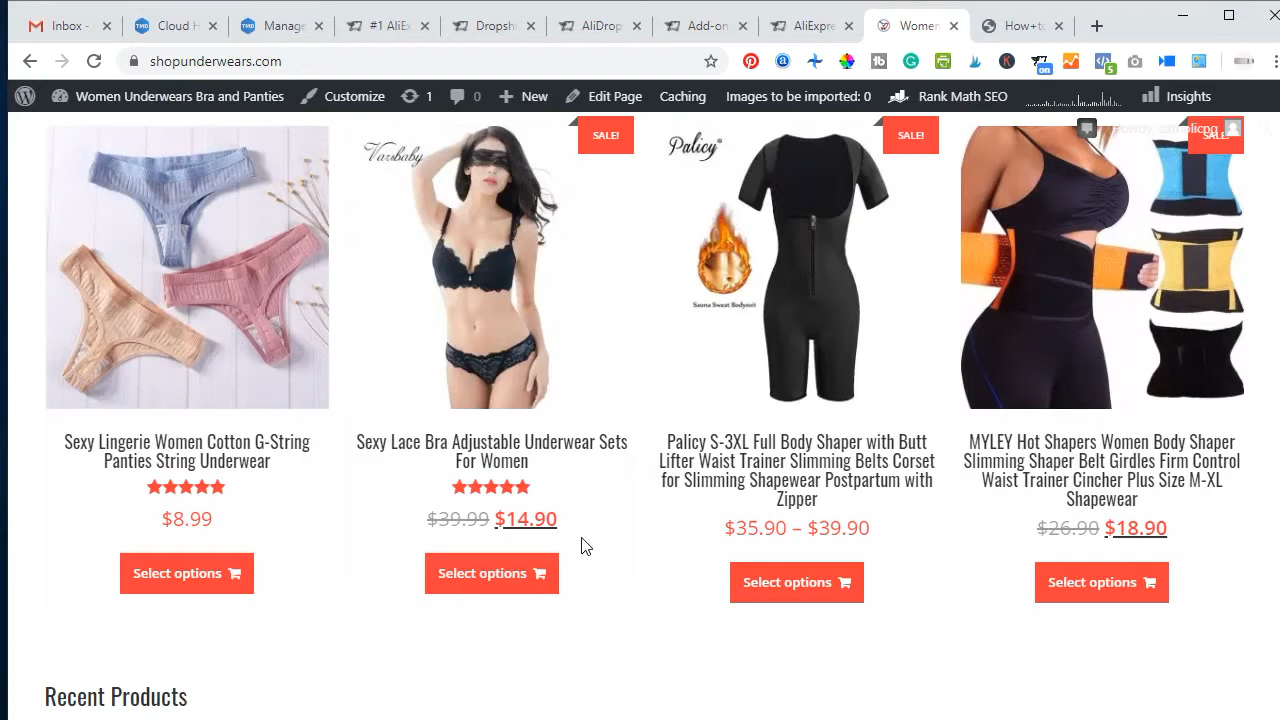 Inbox -
Cloud H
Manage
#1 AliEx
Dropsh
AliDrop
Add-on
AliExpre
Women
How+to
shopunderwears.com
on
5
Women Underwears Bra and Panties
Customize
1
0
New
Edit Page
Caching
Images to be imported: 0
Rank Math SEO
Insights
SALE!
SALE!
Varsbaby
Palicy
Sauna Sweat Bodysuit
Sexy Lingerie Women Cotton G-String
Panties String Underwear
$8.99
Select options
Sexy Lace Bra Adjustable Underwear Sets
For Women
$39.99 $14.90
Select options
Palicy S-3XL Full Body Shaper with Butt
Lifter Waist Trainer Slimming Belts Corset
for Slimming Shapewear Postpartum with
Zipper
$35.90 – $39.90
Select options
MYLEY Hot Shapers Women Body Shaper
Slimming Shaper Belt Girdles Firm Control
Waist Trainer Cincher Plus Size M-XL
Shapewear
$26.90 $18.90
Select options
Recent Products